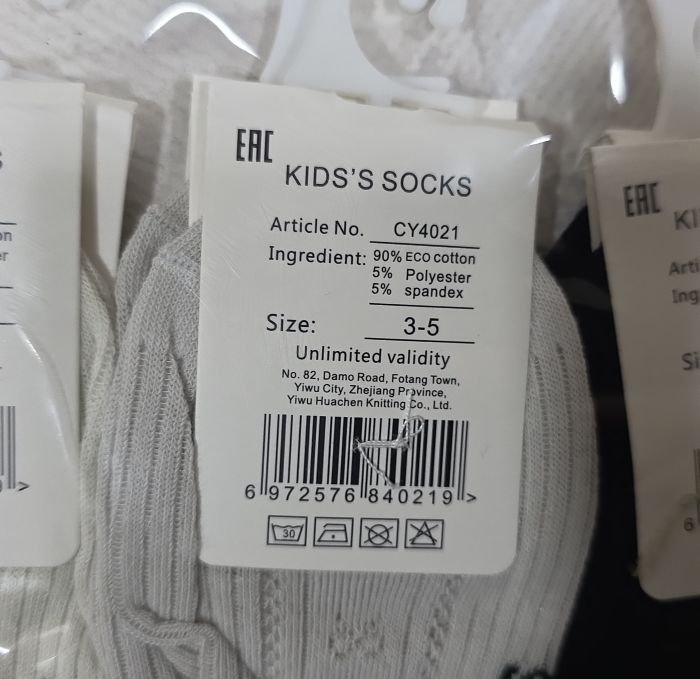 EAC
KIDS'S SOCKS
Article No. CY4021
Ingredient: 90% ECO cotton
5% Polyester
5% spandex
Size: 3-5
Unlimited validity
No. 82, Damo Road, Fotang Town,
Yiwu City, Zhejiang Province,
Yiwu Huachen Knitting Co., Ltd.
6 972576 840219 >
30
EAC